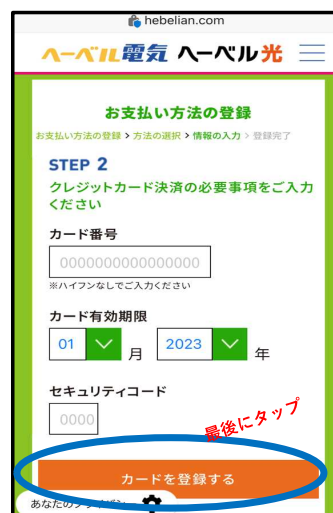 hebelian.com
ヘーベル電気 ヘーベル光
お支払い方法の登録
お支払い方法の登録 > 方法の選択 > 情報の入力 > 登録完了
STEP 2
クレジットカード決済の必要事項をご入力
ください
カード番号
0000000000000000
※ハイフンなしでご入力ください
カード有効期限
01 月 2023 年
セキュリティコード
0000
最後にタップ
カードを登録する
あなたのプライバシー